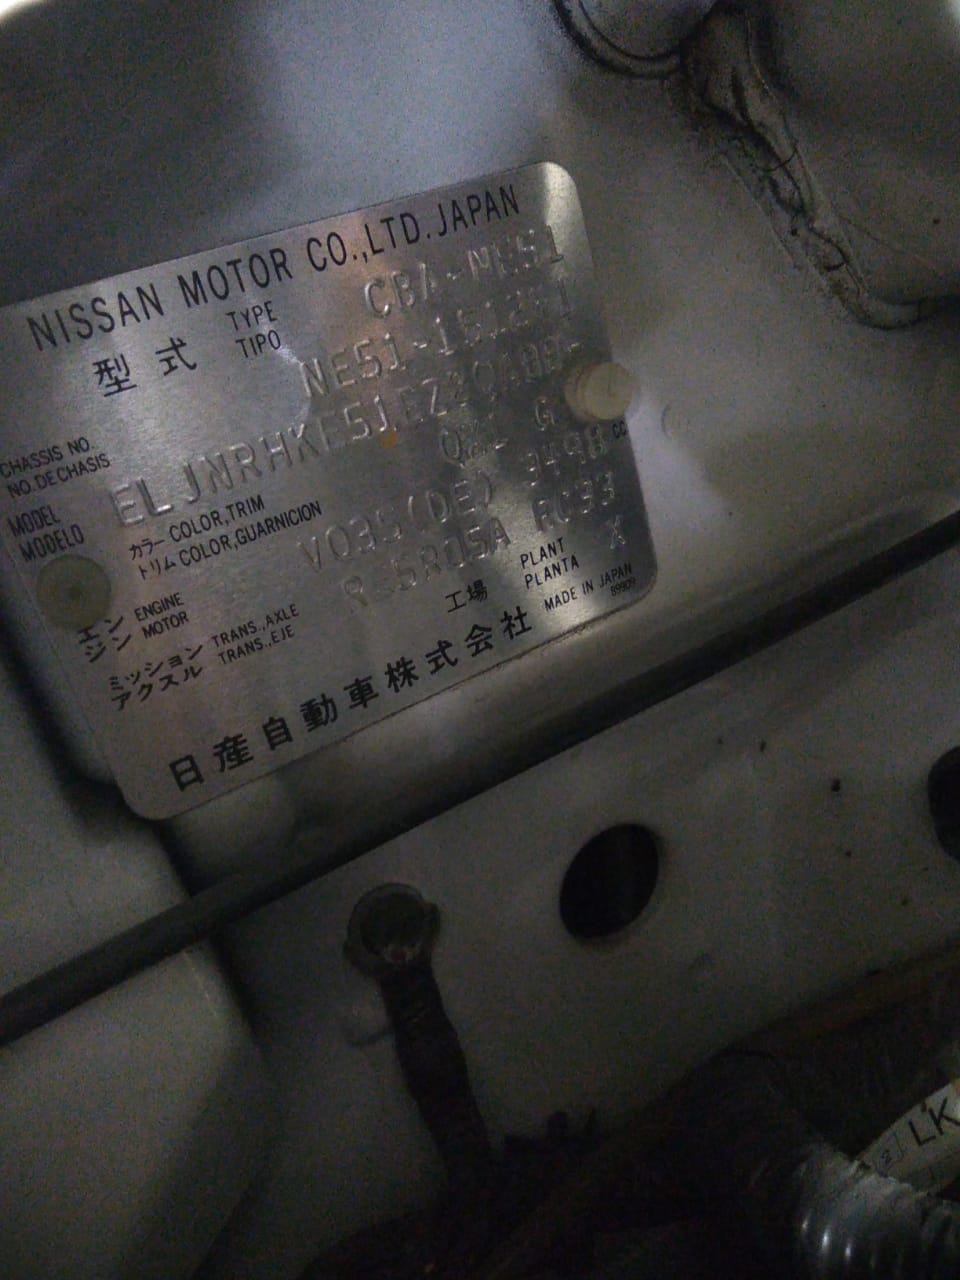 NISSAN MOTOR CO.,LTD.JAPAN
型式 TYPE TIPO CBA-NE51
CHASSIS NO. NO.DE CHASIS
MODEL MODELO
カラー COLOR,TRIM
トリム COLOR,GUARNICION G
エンジン ENGINE MOTOR VQ35(DE) 3498 CC
ミッション アクスル TRANS.,AXLE TRANS.,EJE RE5R05A FC33
工場 PLANT PLANTA X
MADE IN JAPAN
日産自動車株式会社
LK